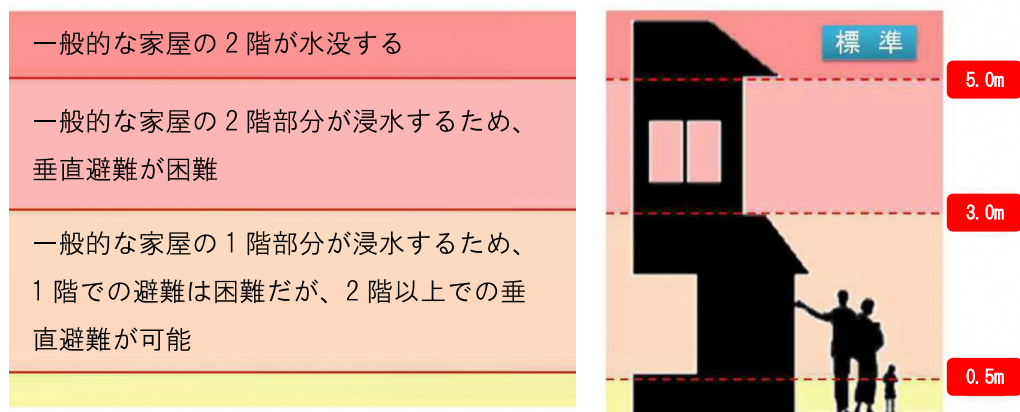 一般的な家屋の2階が水没する
一般的な家屋の2階部分が浸水するため、
垂直避難が困難
一般的な家屋の1階部分が浸水するため、
1階での避難は困難だが、2階以上での垂
直避難が可能
標準
5.0m
3.0m
0.5m